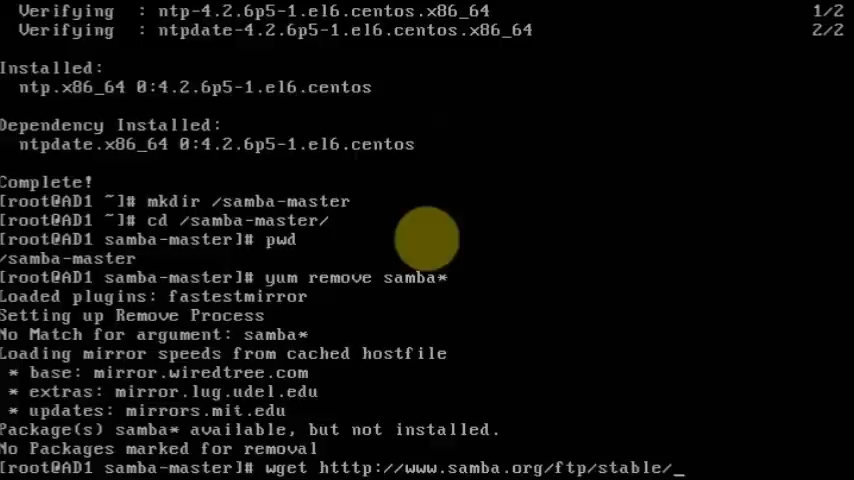 Verifying  : ntp-4.2.6p5-1.el6.centos.x86_64 1/2
Verifying  : ntpdate-4.2.6p5-1.el6.centos.x86_64 2/2
Installed:
ntp.x86_64 0:4.2.6p5-1.el6.centos
Dependency Installed:
ntpdate.x86_64 0:4.2.6p5-1.el6.centos
Complete!
[root@AD1 ~]# mkdir /samba-master
[root@AD1 ~]# cd /samba-master/
[root@AD1 samba-master]# pwd
/samba-master
[root@AD1 samba-master]# yum remove samba*
Loaded plugins: fastestmirror
Setting up Remove Process
No Match for argument: samba*
Loading mirror speeds from cached hostfile
* base: mirror.wiredtree.com
* extras: mirror.lug.udel.edu
* updates: mirrors.mit.edu
Package(s) samba* available, but not installed.
No Packages marked for removal
[root@AD1 samba-master]# wget htttp://www.samba.org/ftp/stable/_